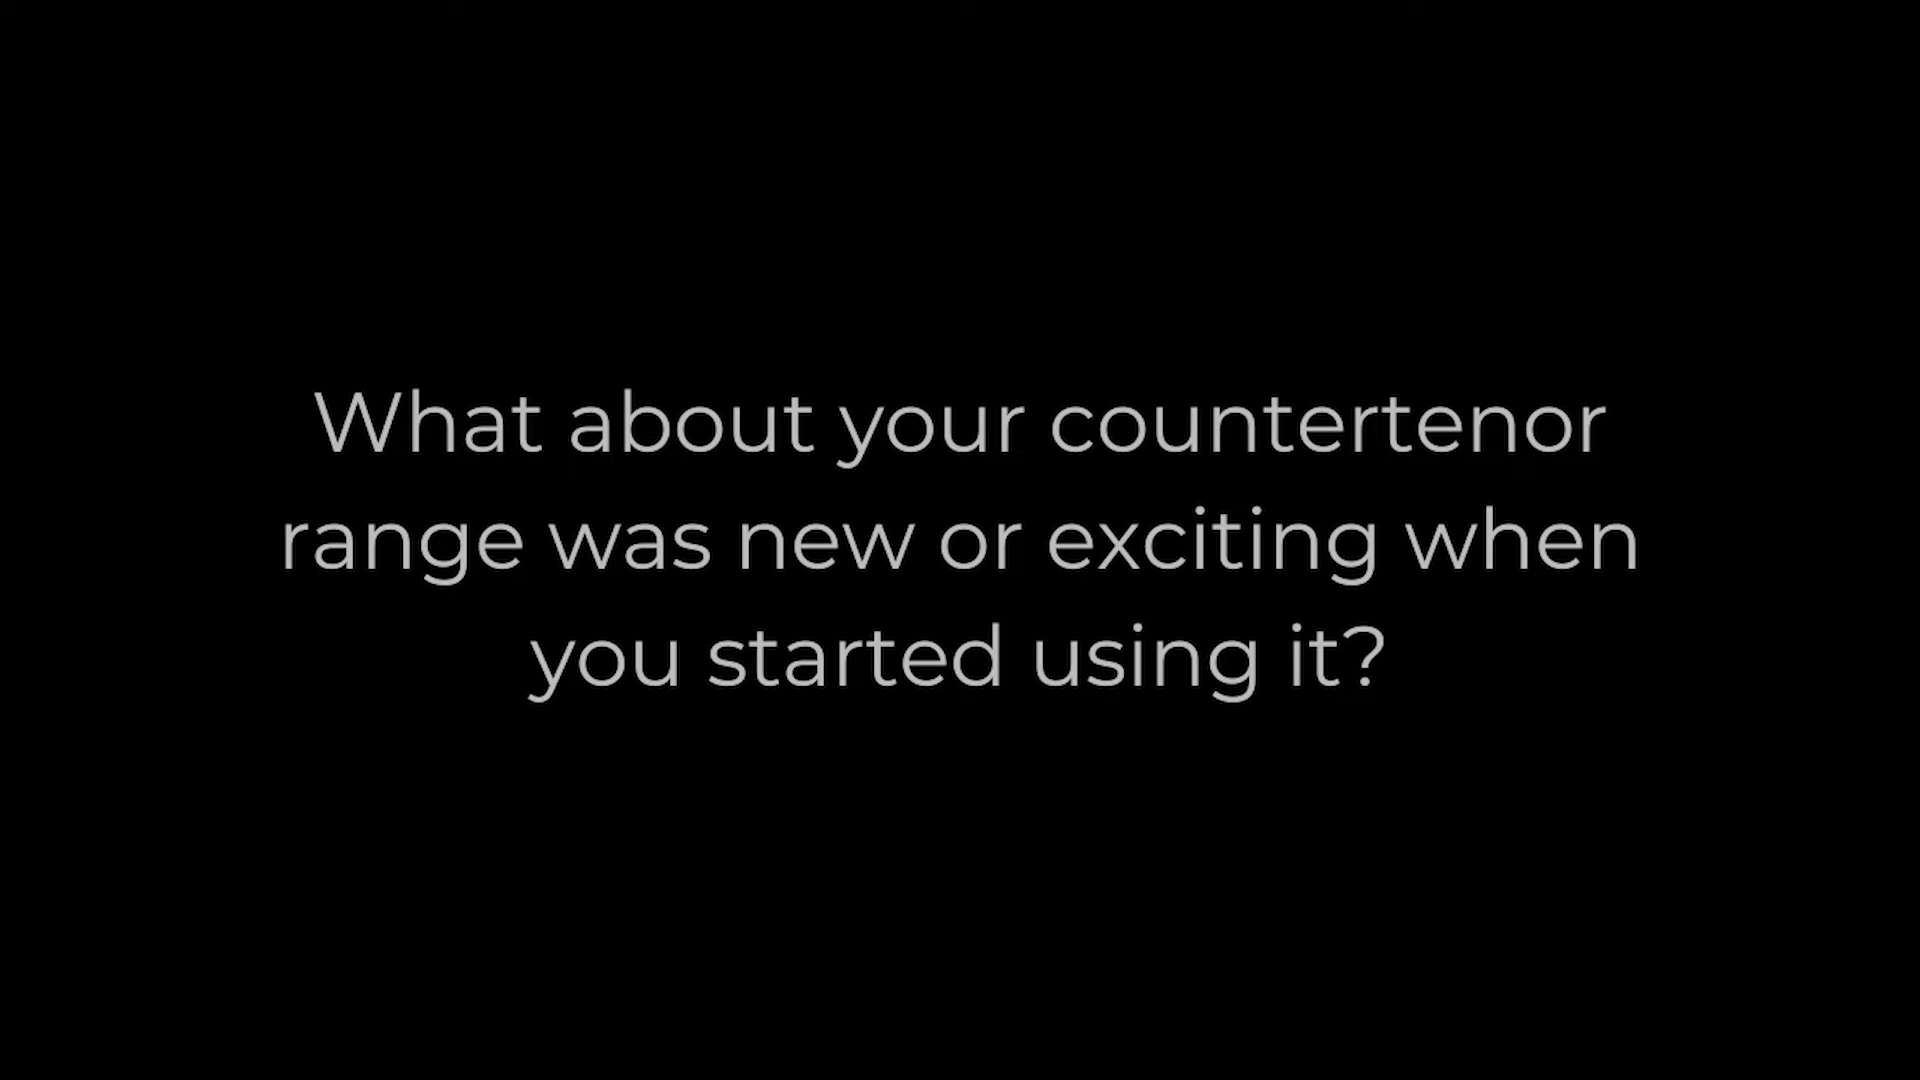 What about your countertenor
range was new or exciting when
you started using it?